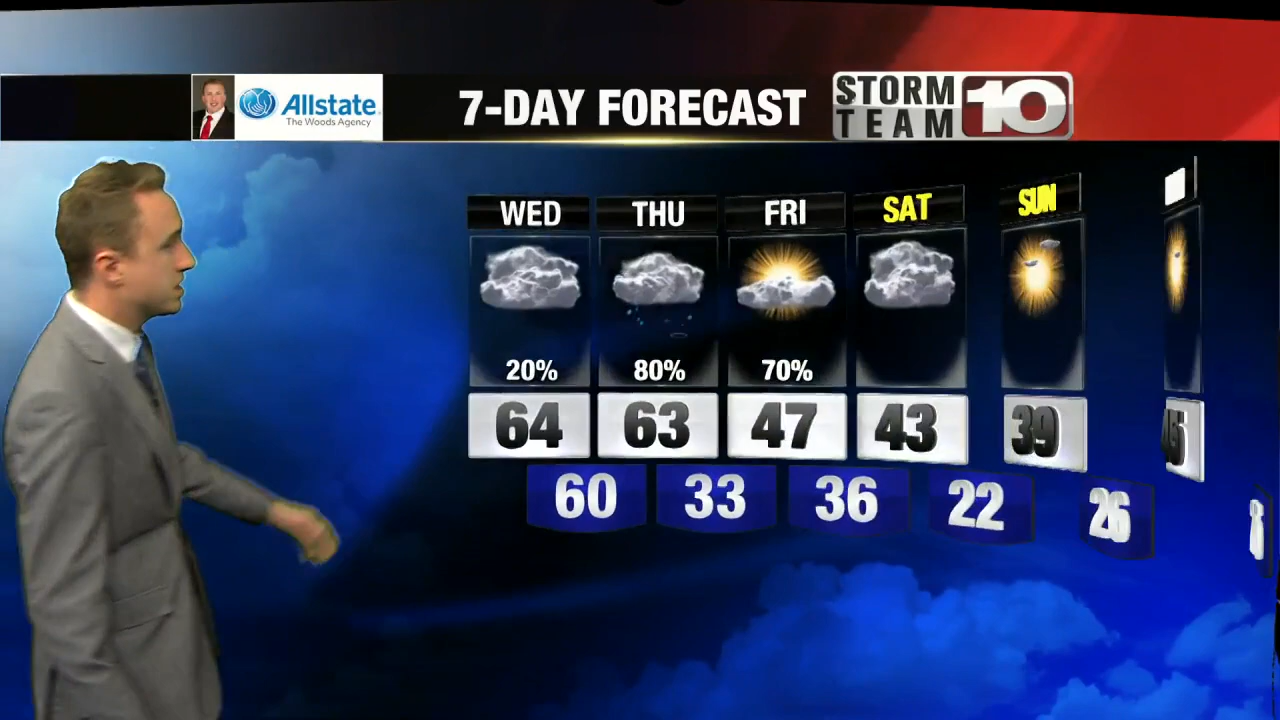 Allstate
The Woods Agency
7-DAY FORECAST
STORM
TEAM
10
WED THU FRI SAT SUN
20% 80% 70%
64 63 47 43 39 45
60 33 36 22 26